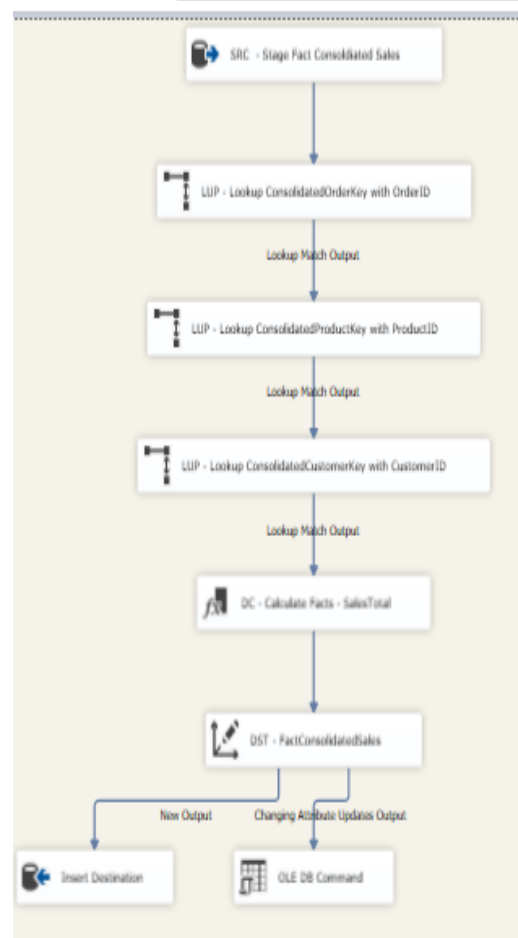 SRC - Stage Fact Consoldiated Sales
LUP - Lookup ConsolidatedOrderKey with OrderID
Lookup Match Output
LUP - Lookup ConsolidatedProductKey with ProductID
Lookup Match Output
LUP - Lookup ConsolidatedCustomerKey with CustomerID
Lookup Match Output
DC - Calculate Facts - SalesTotal
DST - FactConsolidatedSales
New Output
Changing Attribute Updates Output
Insert Destination
OLE DB Command